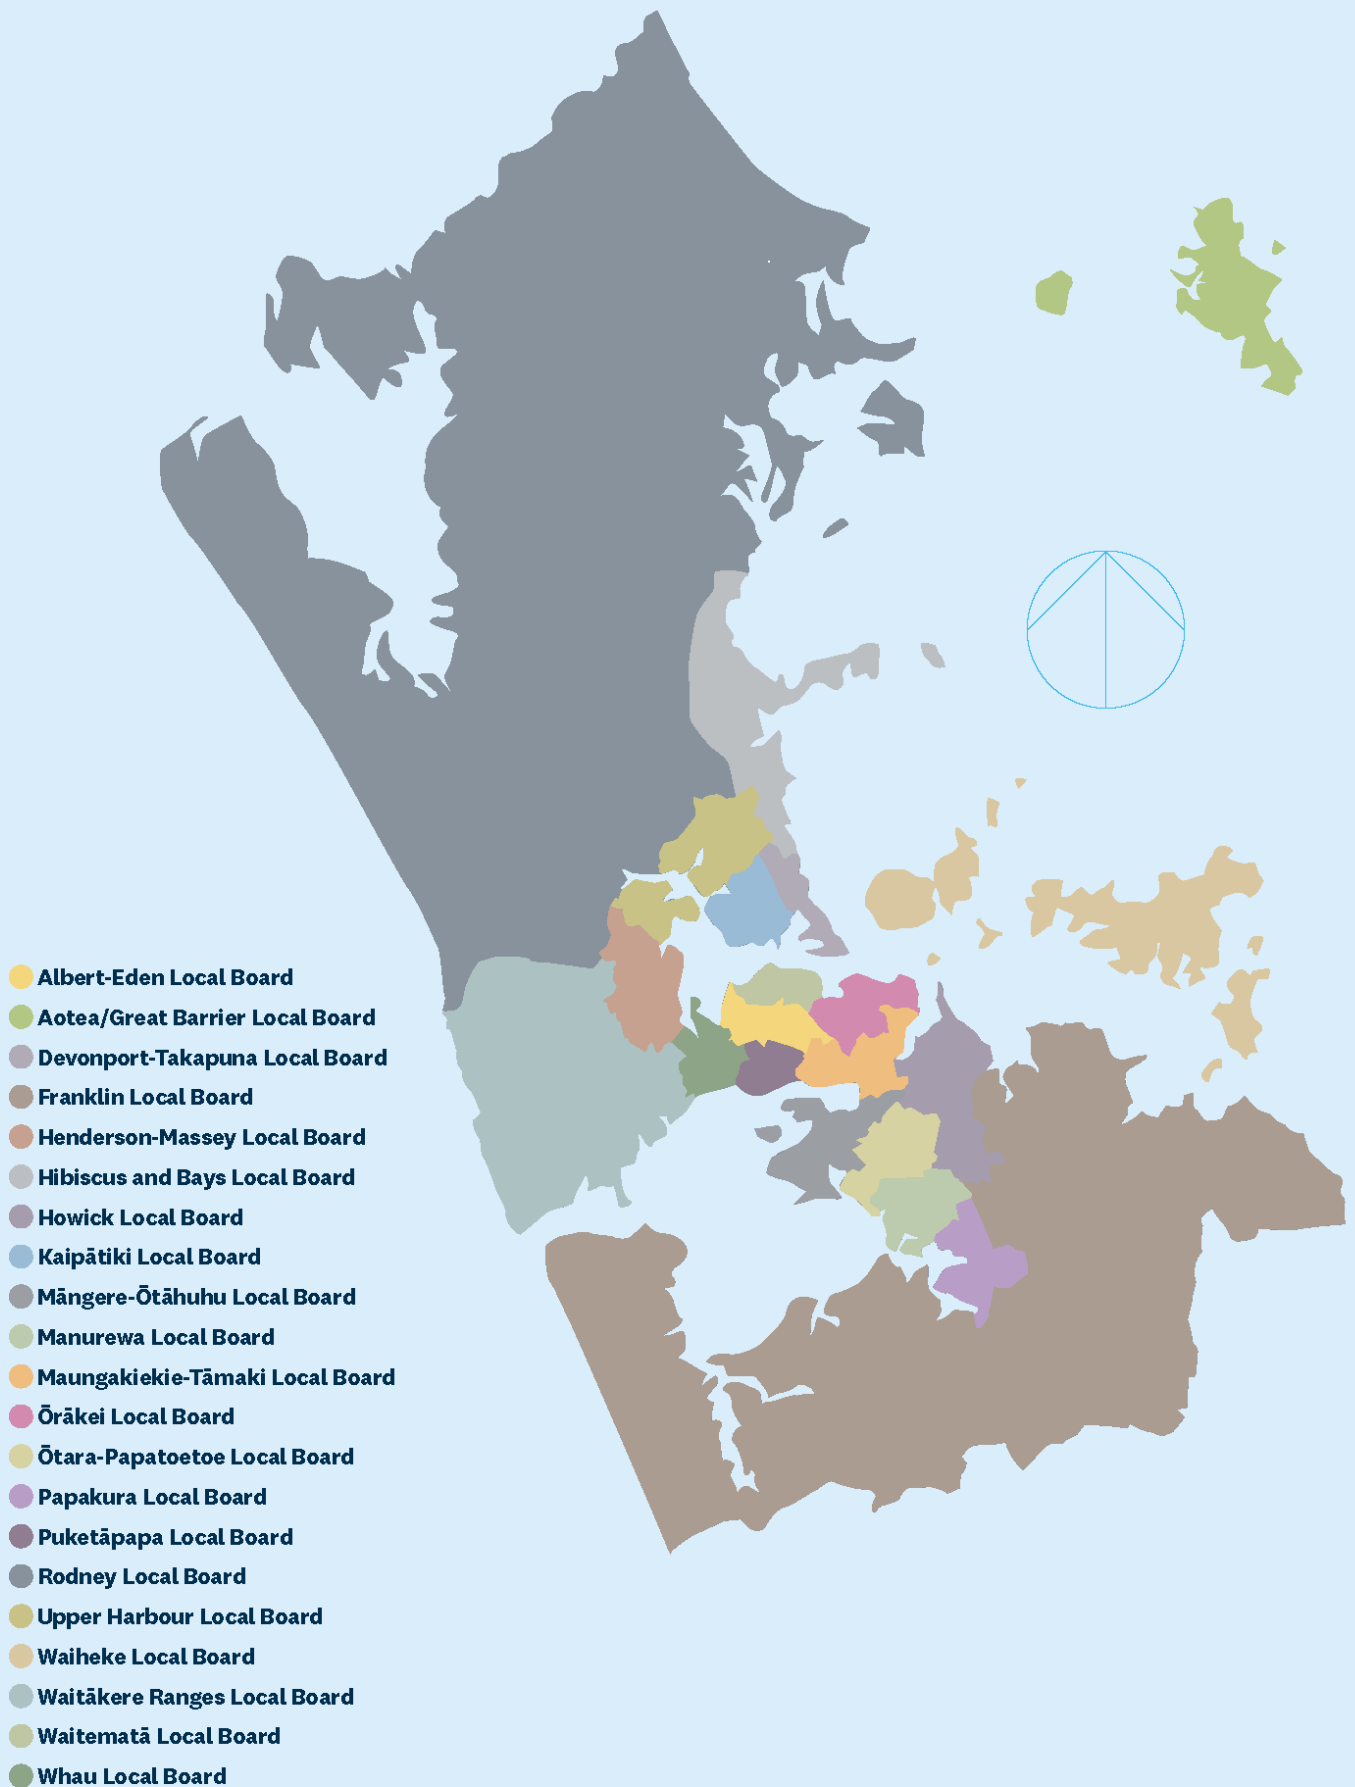 Albert-Eden Local Board
Aotea/Great Barrier Local Board
Devonport-Takapuna Local Board
Franklin Local Board
Henderson-Massey Local Board
Hibiscus and Bays Local Board
Howick Local Board
Kaipātiki Local Board
Māngere-Ōtāhuhu Local Board
Manurewa Local Board
Maungakiekie-Tāmaki Local Board
Ōrākei Local Board
Ōtara-Papatoetoe Local Board
Papakura Local Board
Puketāpapa Local Board
Rodney Local Board
Upper Harbour Local Board
Waiheke Local Board
Waitākere Ranges Local Board
Waitematā Local Board
Whau Local Board